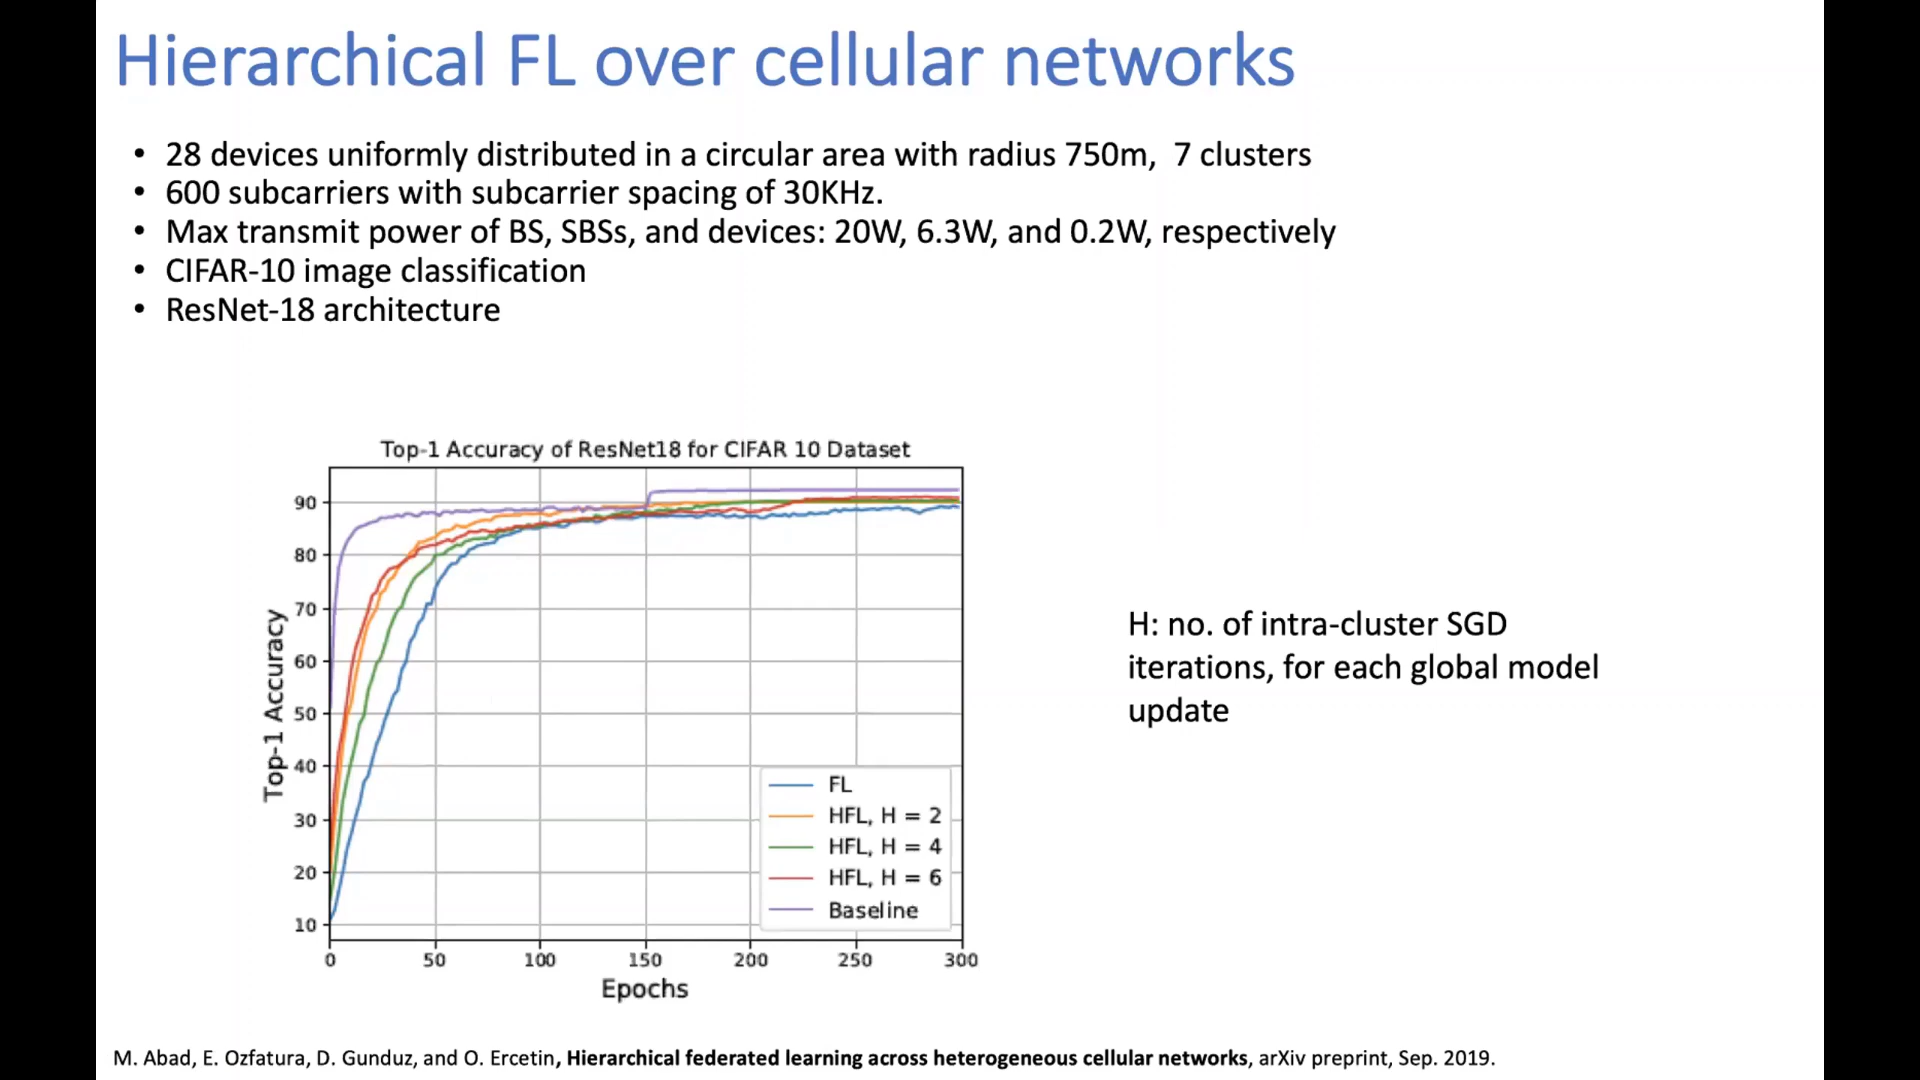 Hierarchical FL over cellular networks
• 28 devices uniformly distributed in a circular area with radius 750m,  7 clusters
• 600 subcarriers with subcarrier spacing of 30KHz.
• Max transmit power of BS, SBSs, and devices: 20W, 6.3W, and 0.2W, respectively
• CIFAR-10 image classification
• ResNet-18 architecture
Top-1 Accuracy of ResNet18 for CIFAR 10 Dataset
Top-1 Accuracy
90
80
70
60
50
40
30
20
10
FL
HFL, H = 2
HFL, H = 4
HFL, H = 6
Baseline
0 50 100 150 200 250 300
Epochs
H: no. of intra-cluster SGD
iterations, for each global model
update
M. Abad, E. Ozfatura, D. Gunduz, and O. Ercetin, Hierarchical federated learning across heterogeneous cellular networks, arXiv preprint, Sep. 2019.